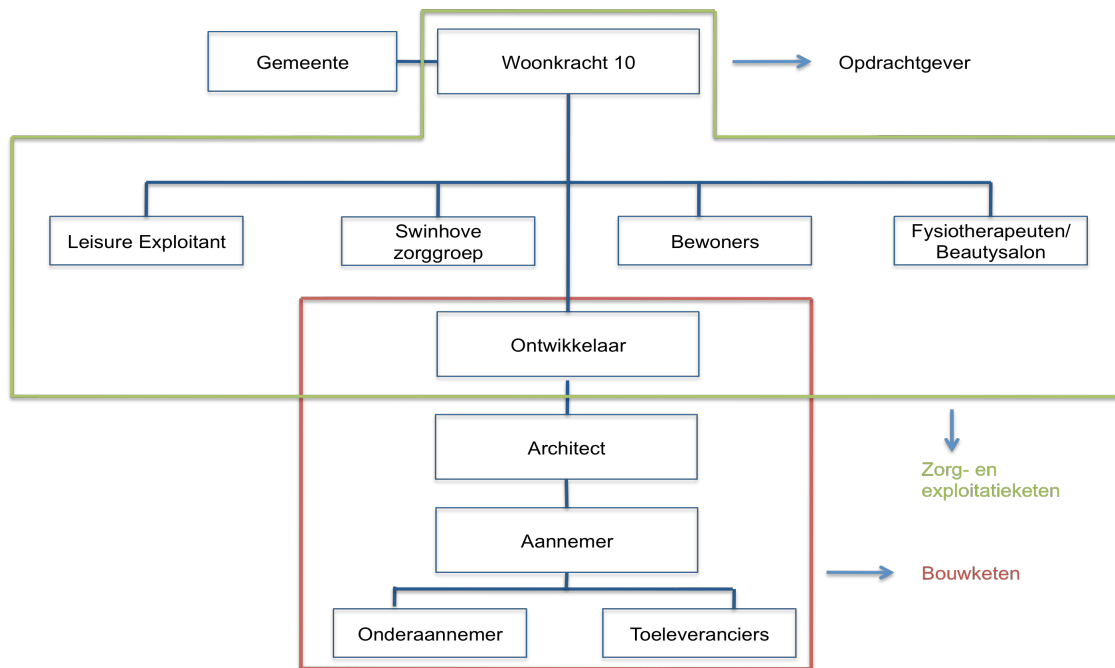 Gemeente
Woonkracht 10
Opdrachtgever
Leisure Exploitant
Swinhove
zorggroep
Bewoners
Fysiotherapeuten/
Beautysalon
Ontwikkelaar
Architect
Zorg- en
exploitatieketen
Aannemer
Bouwketen
Onderaannemer
Toeleveranciers